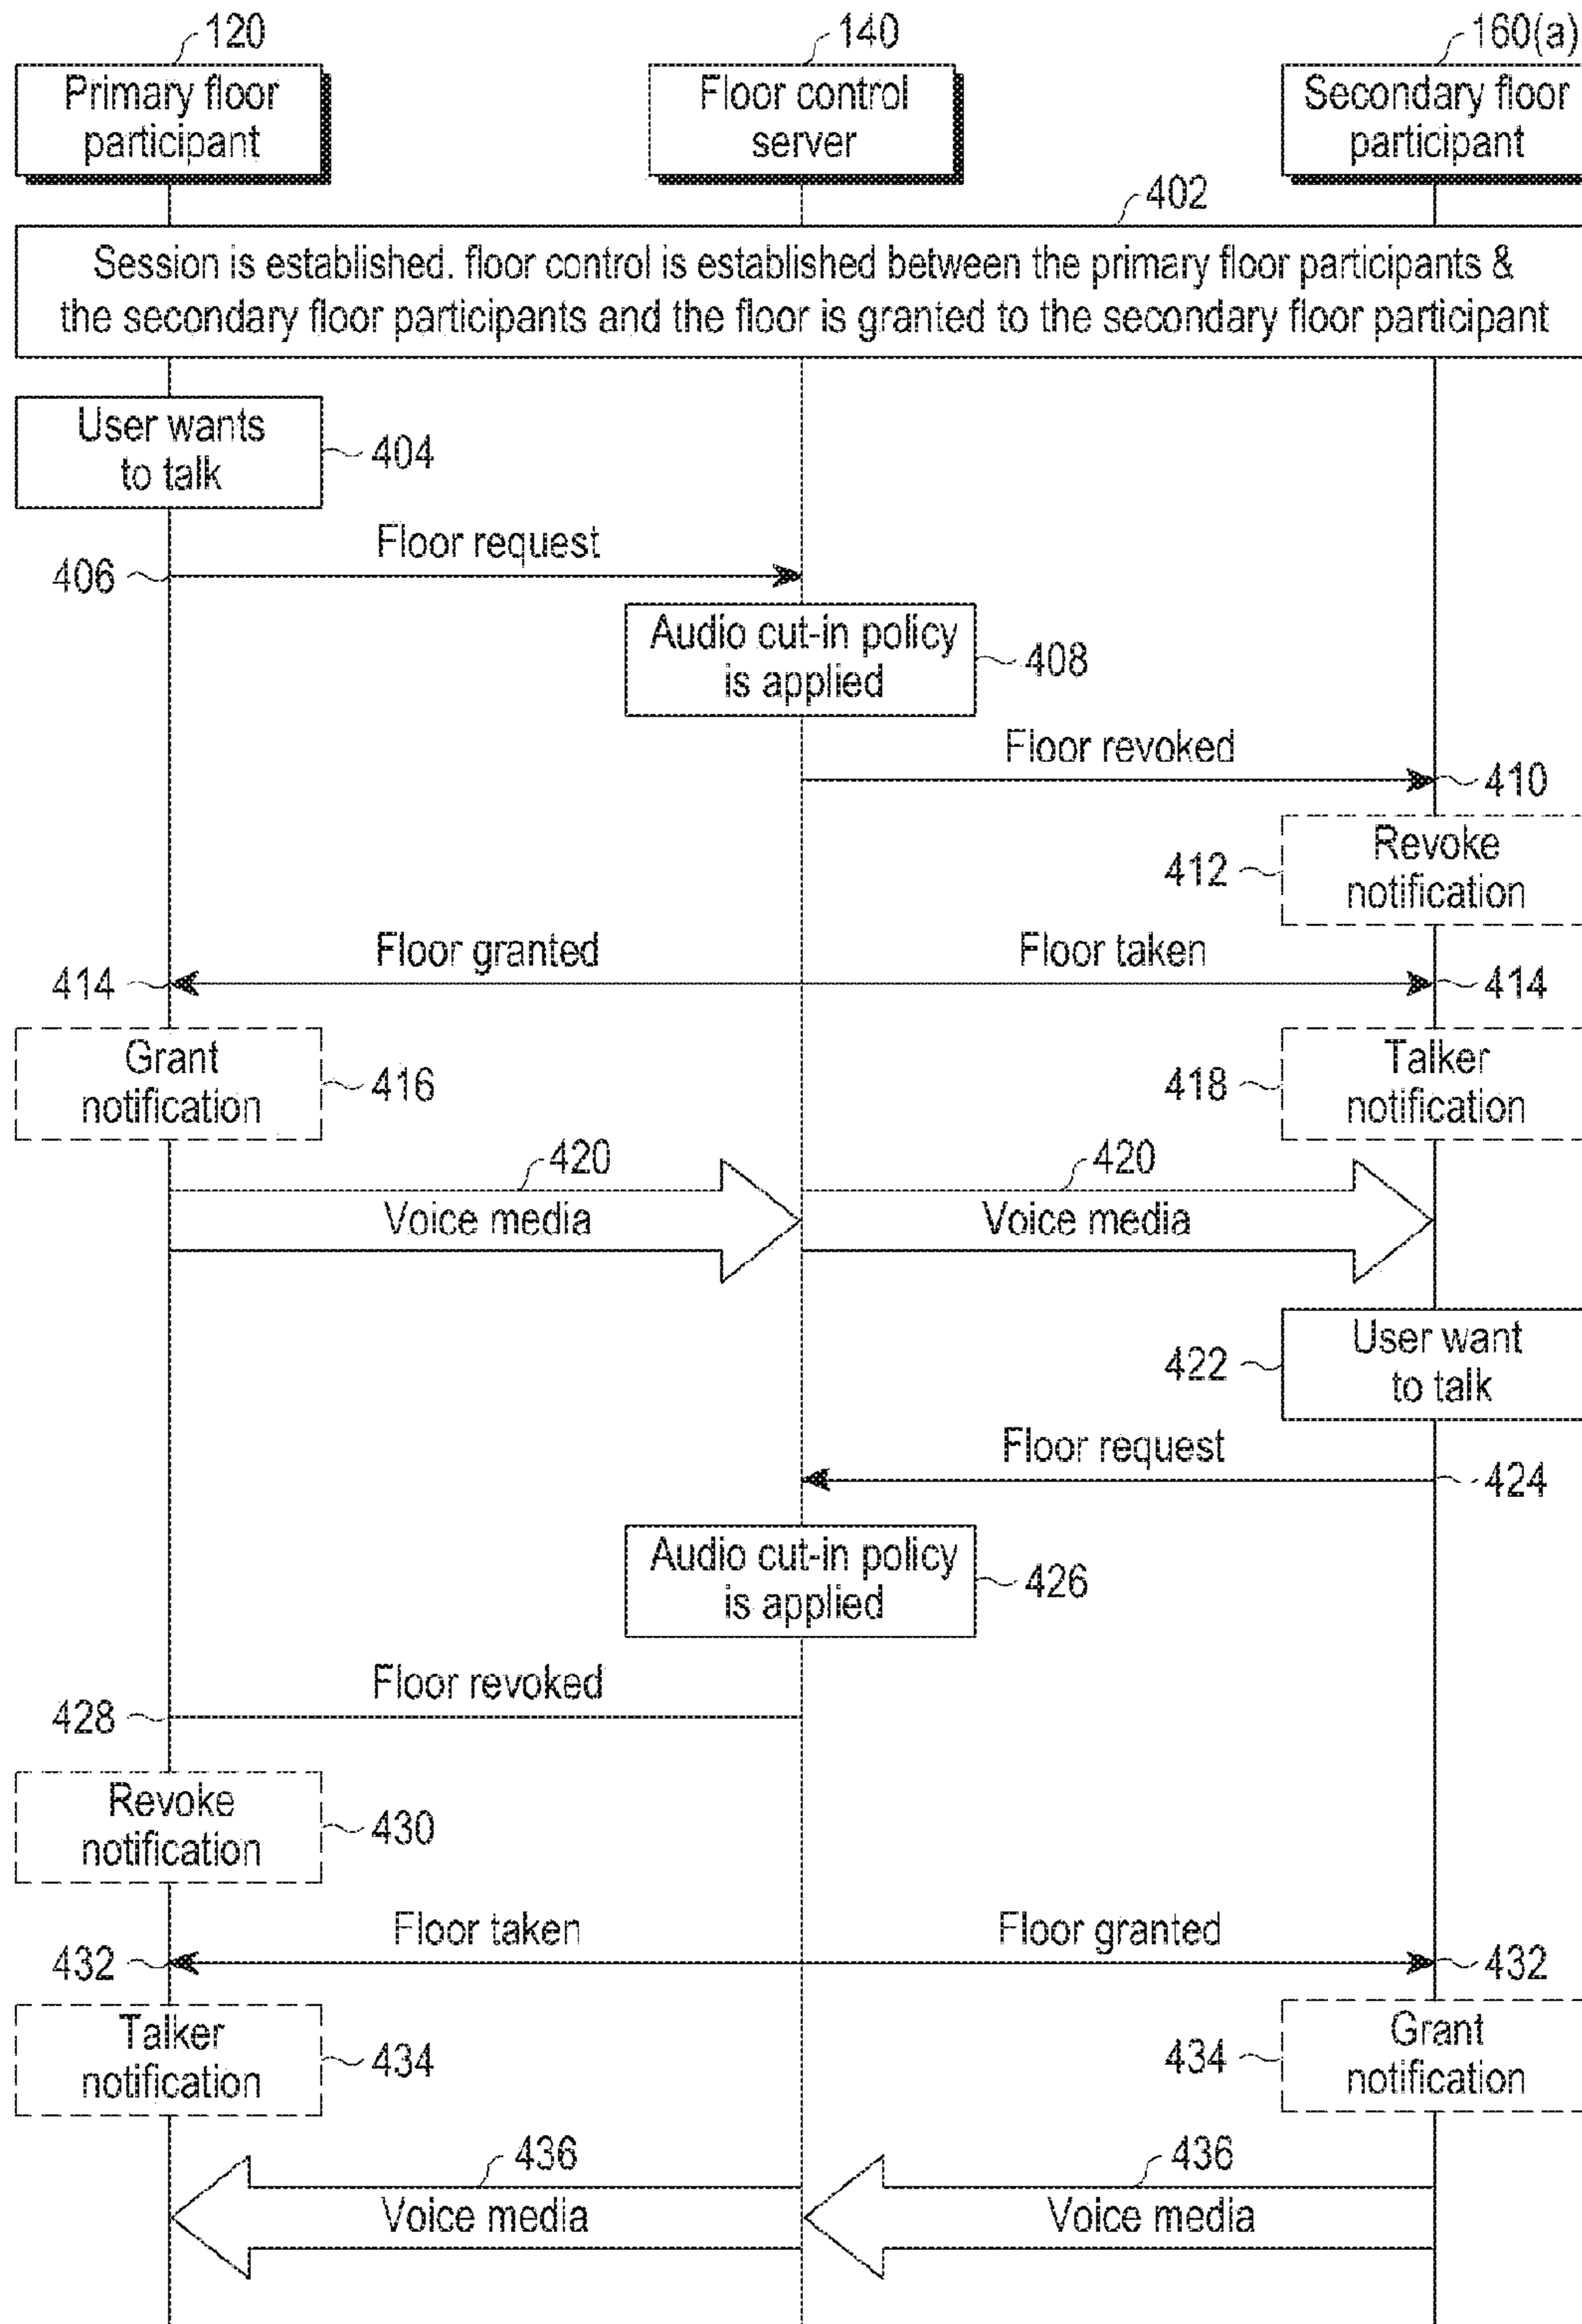 120
140
160(a)
Primary floor
participant
Floor control
server
Secondary floor
participant
402
Session is established. floor control is established between the primary floor participants &
the secondary floor participants and the floor is granted to the secondary floor participant
User wants
to talk
404
Floor request
406
Audio cut-in policy
is applied
408
Floor revoked
410
Revoke
notification
412
Floor granted
Floor taken
414
414
Grant
notification
416
Talker
notification
418
420
420
Voice media
Voice media
User want
to talk
422
Floor request
424
Audio cut-in policy
is applied
426
Floor revoked
428
Revoke
notification
430
Floor taken
Floor granted
432
432
Talker
notification
434
Grant
notification
434
436
436
Voice media
Voice media